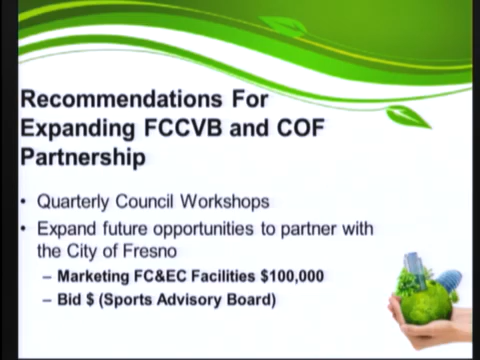 Recommendations For
Expanding FCCVB and COF
Partnership
• Quarterly Council Workshops
• Expand future opportunities to partner with
the City of Fresno
– Marketing FC&EC Facilities $100,000
– Bid $ (Sports Advisory Board)